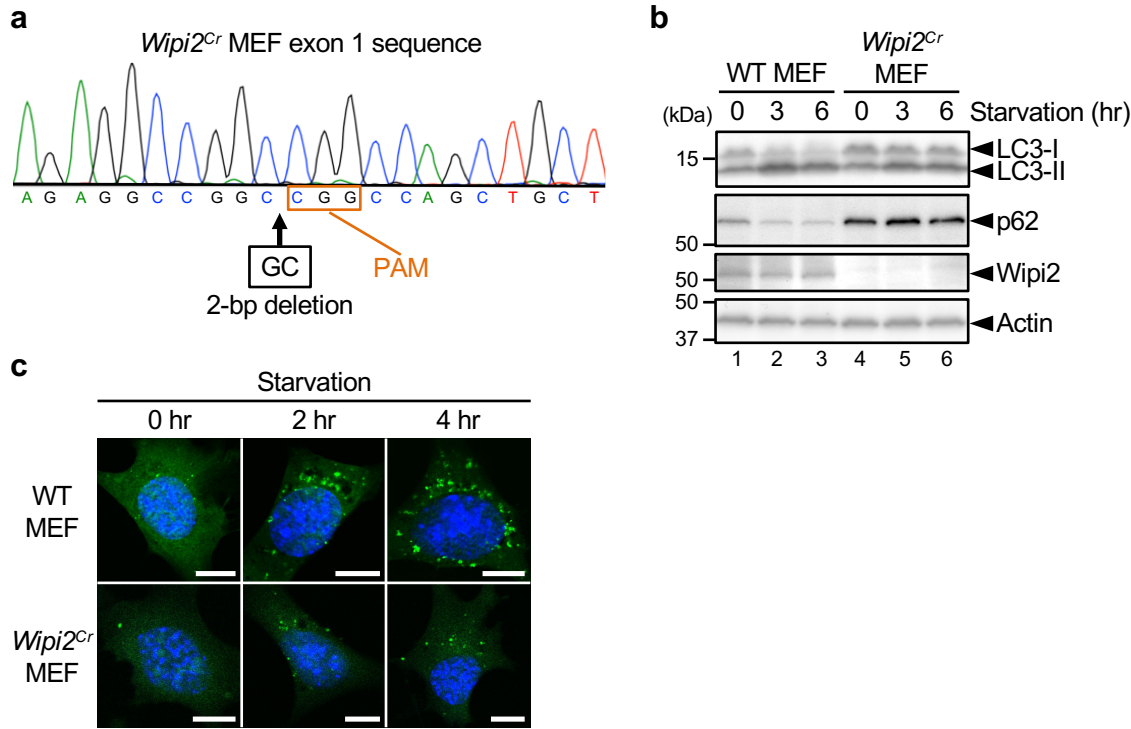 a
Wipi2Cr MEF exon 1 sequence
A G A G G C C G G C C G G C C A G C T G C T
GC
PAM
2-bp deletion
b
Wipi2Cr
WT MEF MEF
(kDa) 0 3 6 0 3 6 Starvation (hr)
15 LC3-I
LC3-II
p62
50
50 Wipi2
50
Actin
37
1 2 3 4 5 6
c
Starvation
0 hr 2 hr 4 hr
WT
MEF
Wipi2Cr
MEF